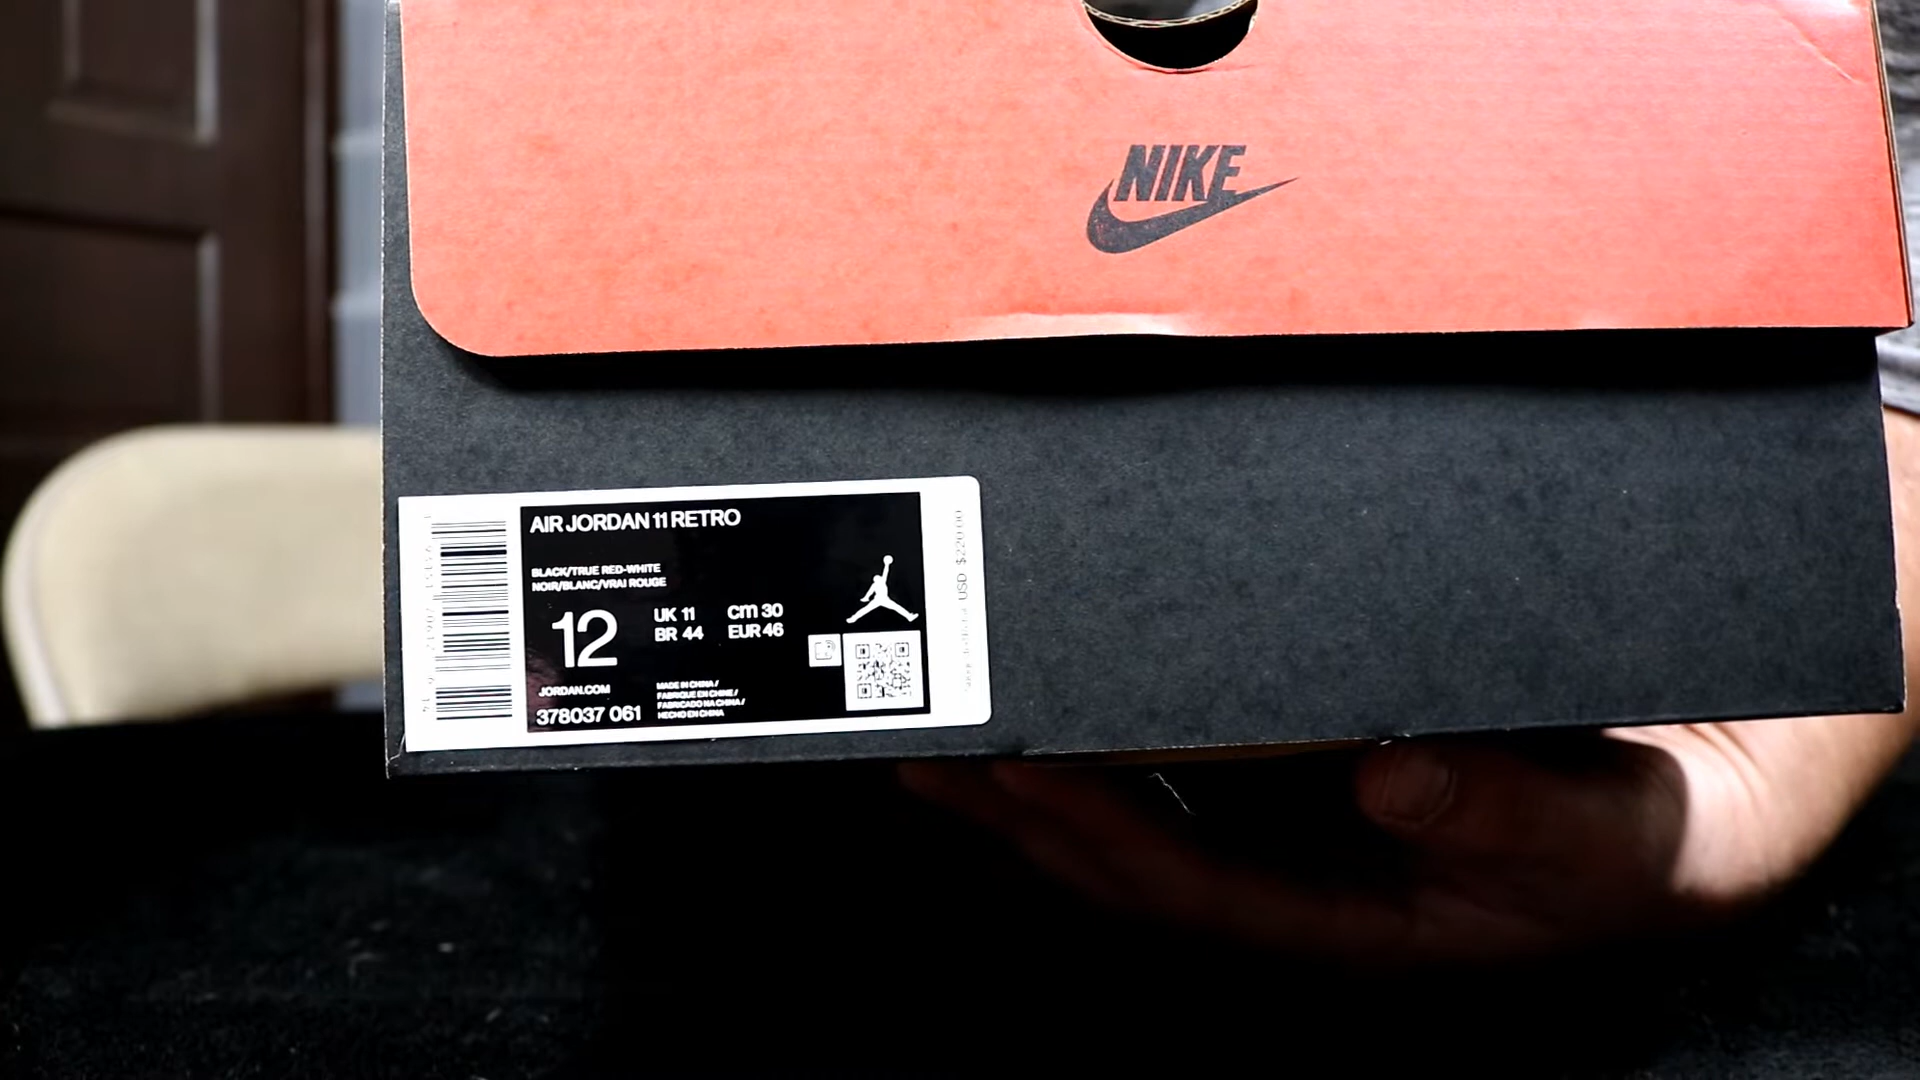 NIKE
AIR JORDAN 11 RETRO
BLACK/TRUE RED-WHITE
NOIR/BLANC/VRAI ROUGE
12
UK 11
BR 44
cm 30
EUR 46
JORDAN.COM
378037 061
MADE IN CHINA /
FABRIQUE EN CHINE /
FABRICADO NA CHINA /
HECHO EN CHINA
USD $220.00